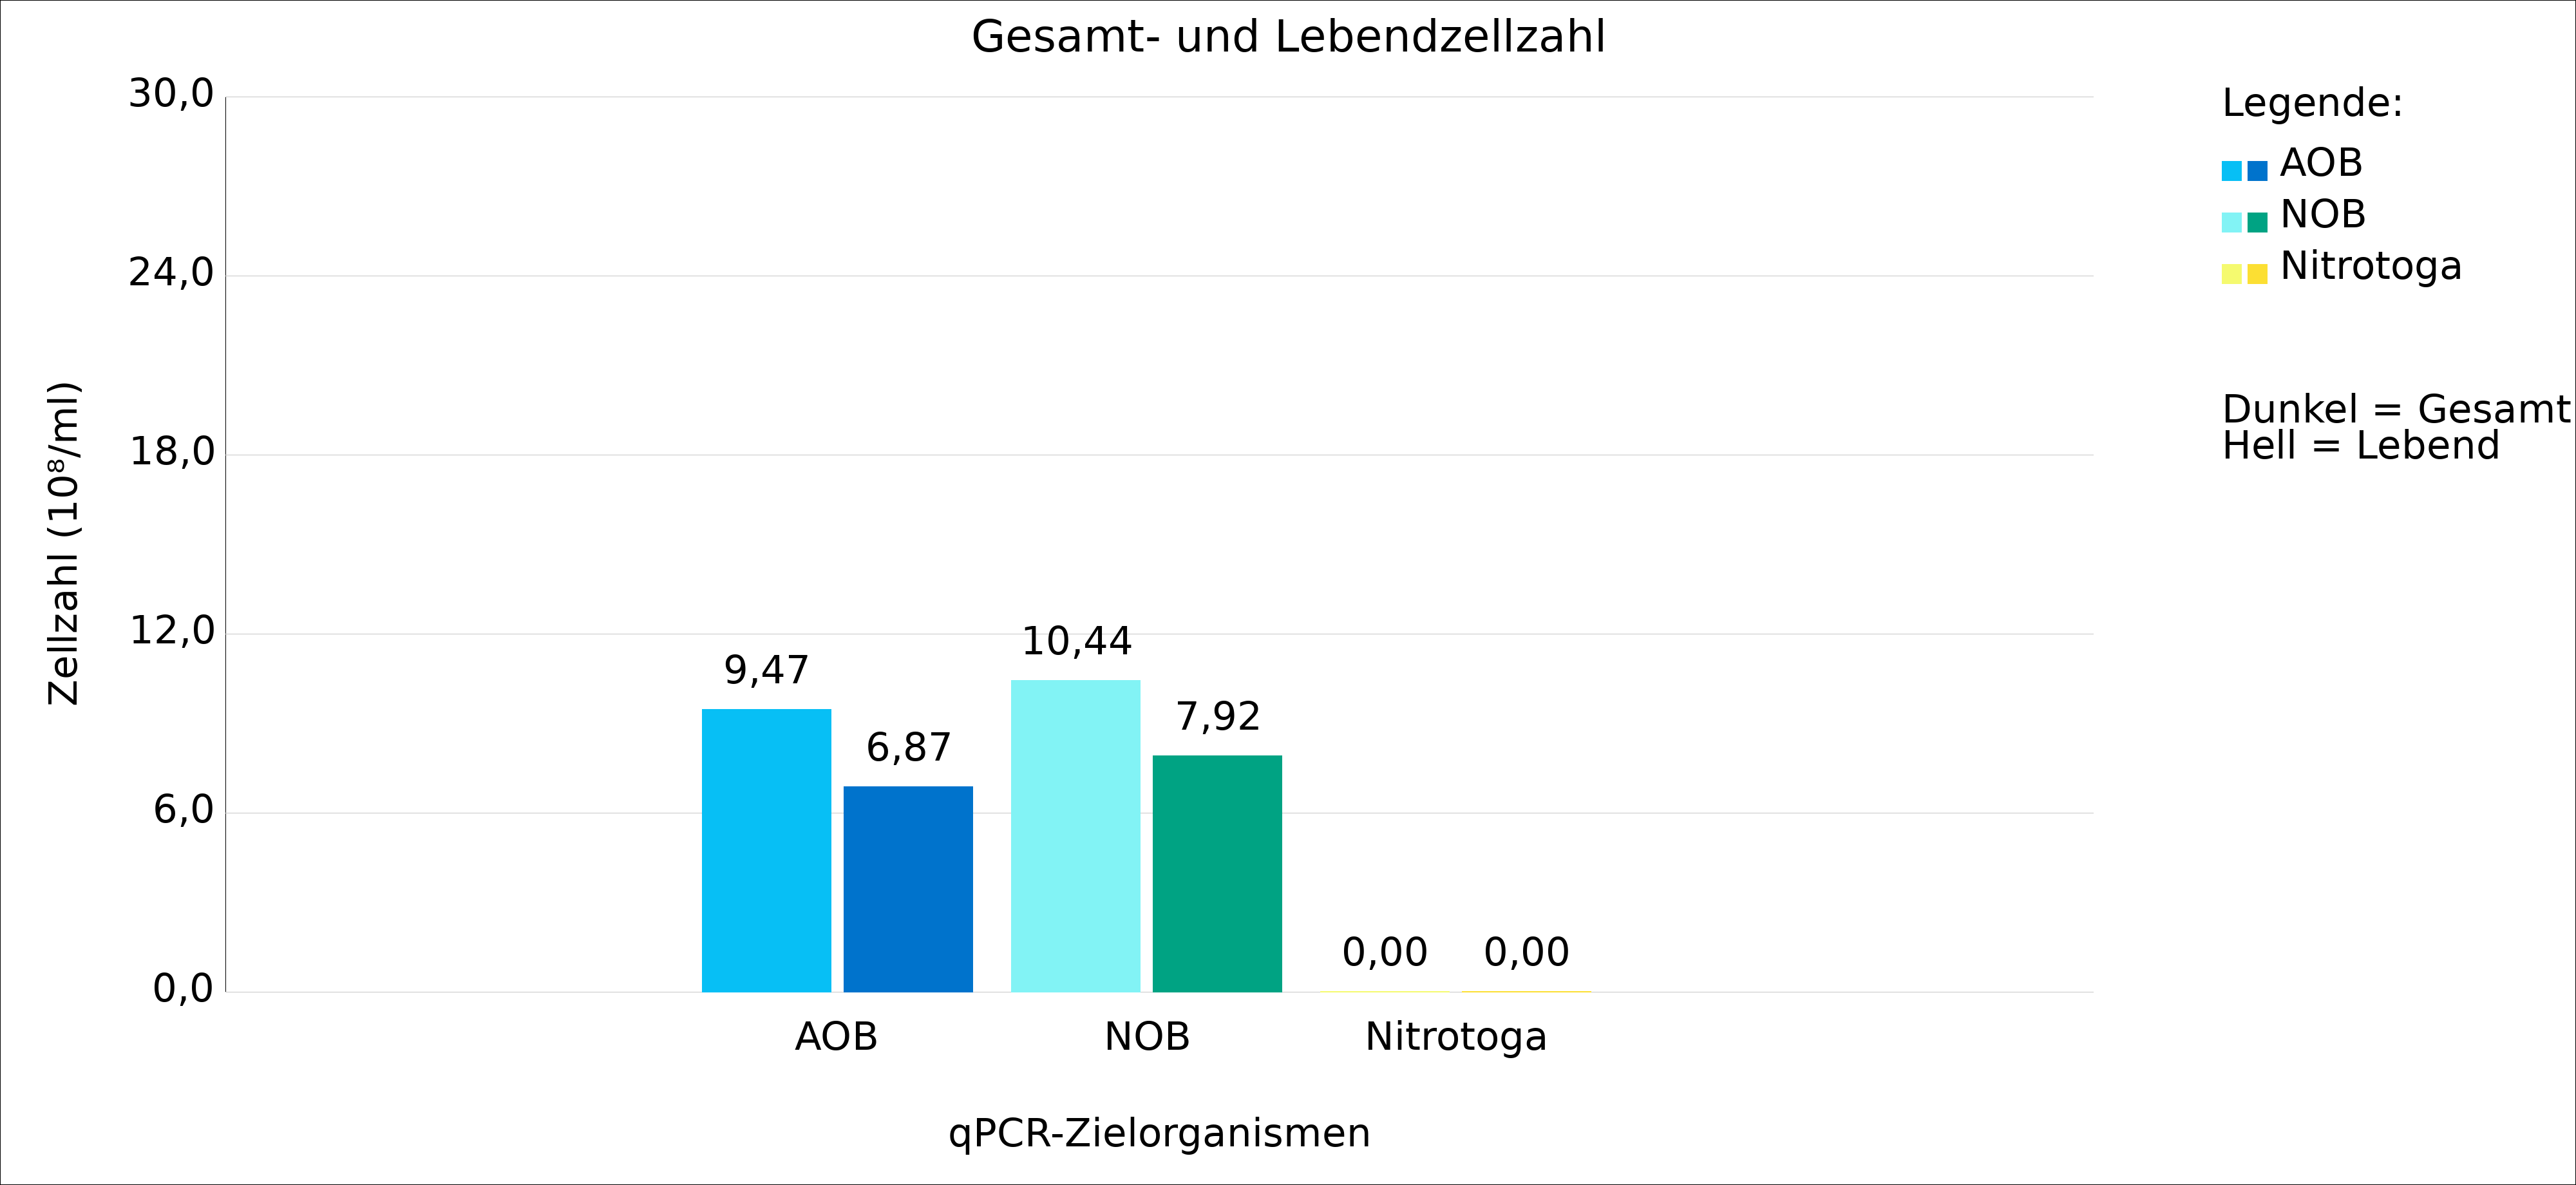 Gesamt- und Lebendzellzahl
Zellzahl (10⁸/ml)
30,0
24,0
18,0
12,0
6,0
0,0
9,47
6,87
10,44
7,92
0,00
0,00
AOB
NOB
Nitrotoga
qPCR-Zielorganismen
Legende:
AOB
NOB
Nitrotoga
Dunkel = Gesamt
Hell = Lebend